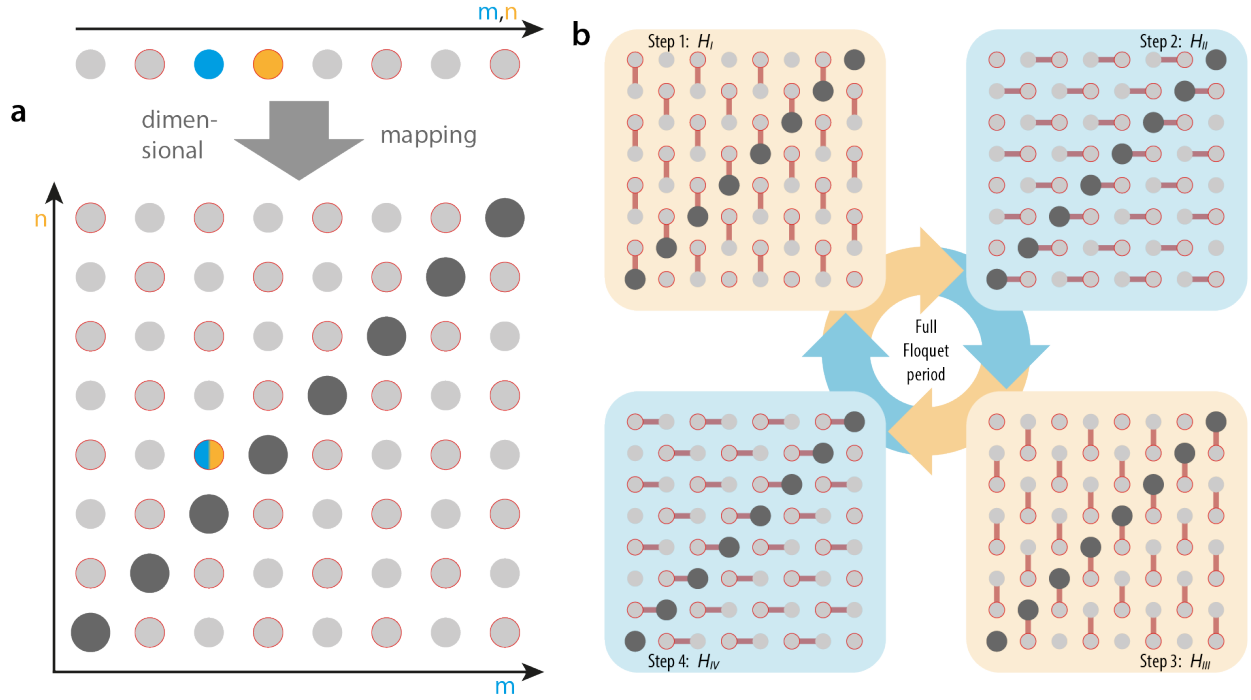 m,n
a
dimen-
sional
mapping
n
m
b
Step 1: H_I
Step 2: H_II
Full
Floquet
period
Step 4: H_IV
Step 3: H_III